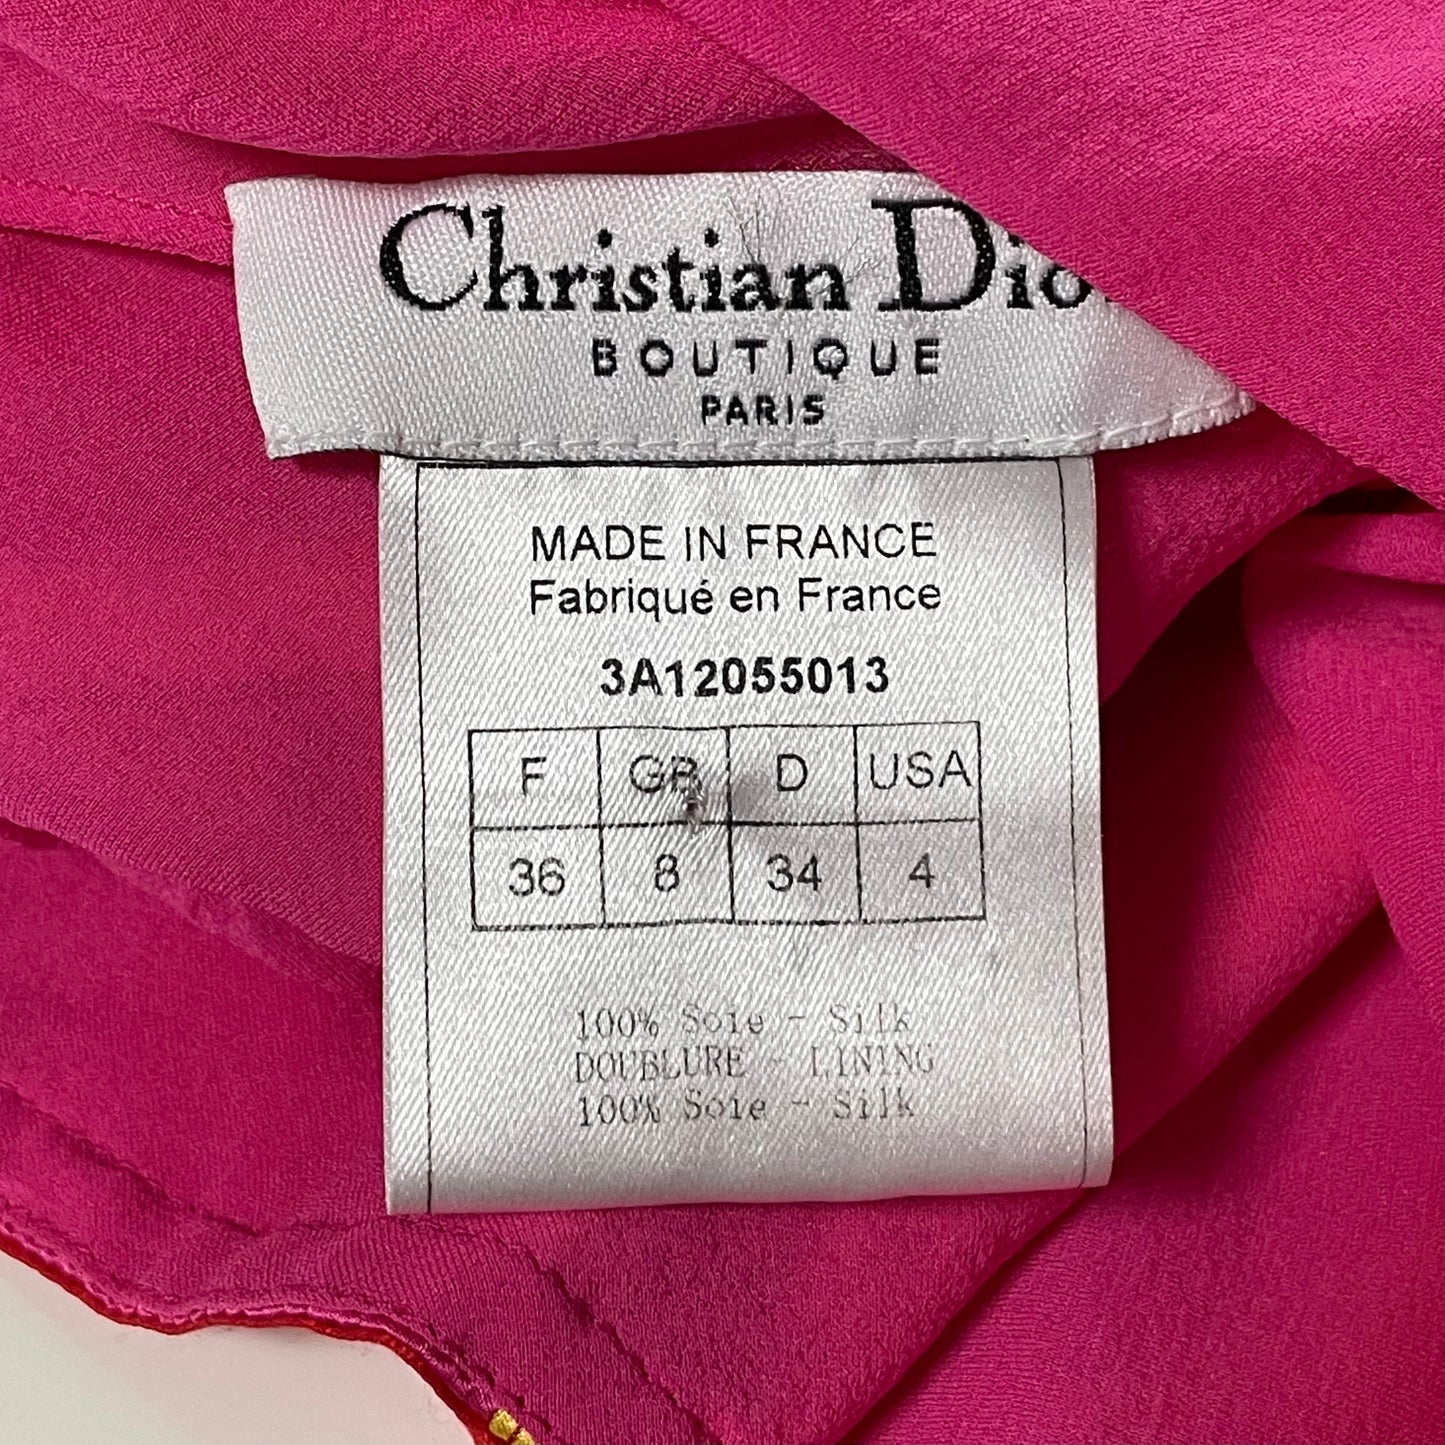 Christian Dio
BOUTIQUE
PARIS
MADE IN FRANCE
Fabriqué en France
3A12055013
F GB D USA
36 8 34 4
100% Soie - Silk
DOUBLURE - LINING
100% Soie - Silk